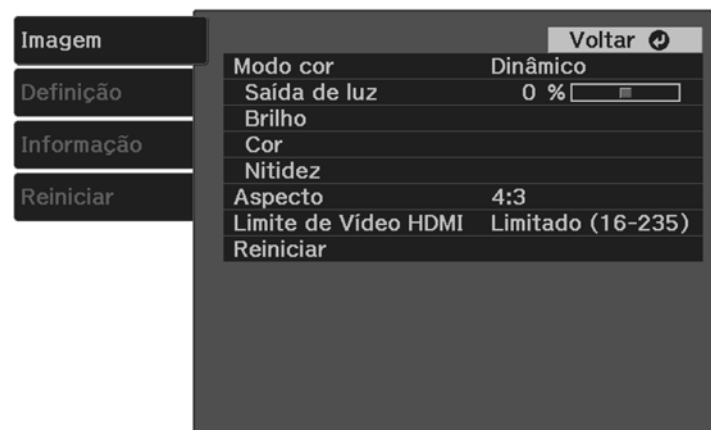 Imagem
Definição
Informação
Reiniciar
Voltar
Modo cor Dinâmico
Saída de luz 0 %
Brilho
Cor
Nitidez
Aspecto 4:3
Limite de Vídeo HDMI Limitado (16-235)
Reiniciar